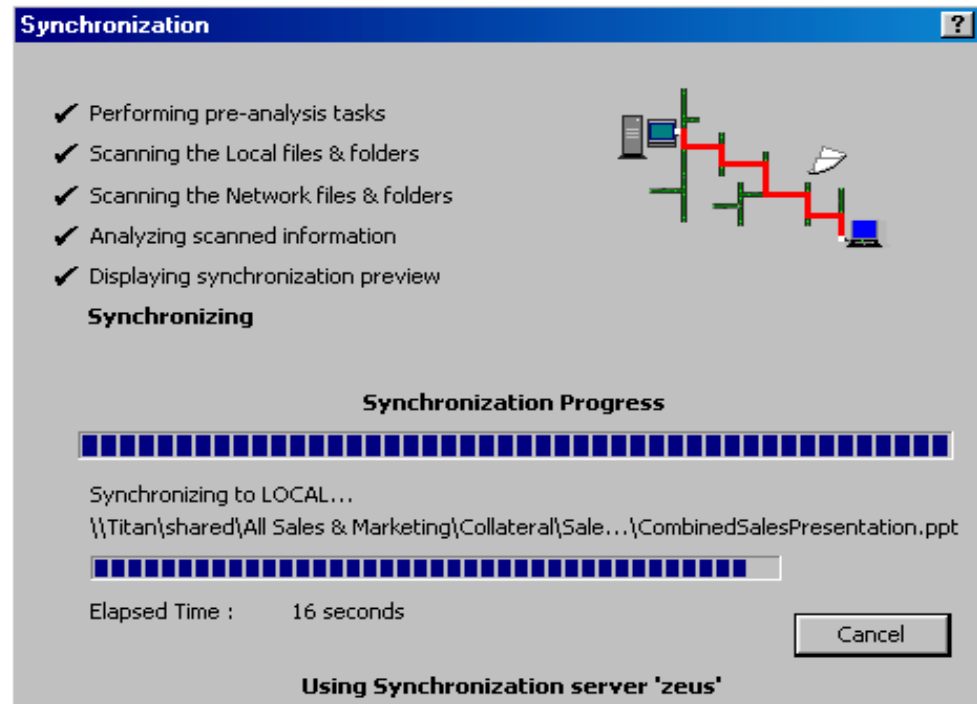 Synchronization
?
Performing pre-analysis tasks
Scanning the Local files & folders
Scanning the Network files & folders
Analyzing scanned information
Displaying synchronization preview
Synchronizing
Synchronization Progress
Synchronizing to LOCAL...
\\Titan\shared\All Sales & Marketing\Collateral\Sale...\CombinedSalesPresentation.ppt
Elapsed Time : 16 seconds
Cancel
Using Synchronization server 'zeus'